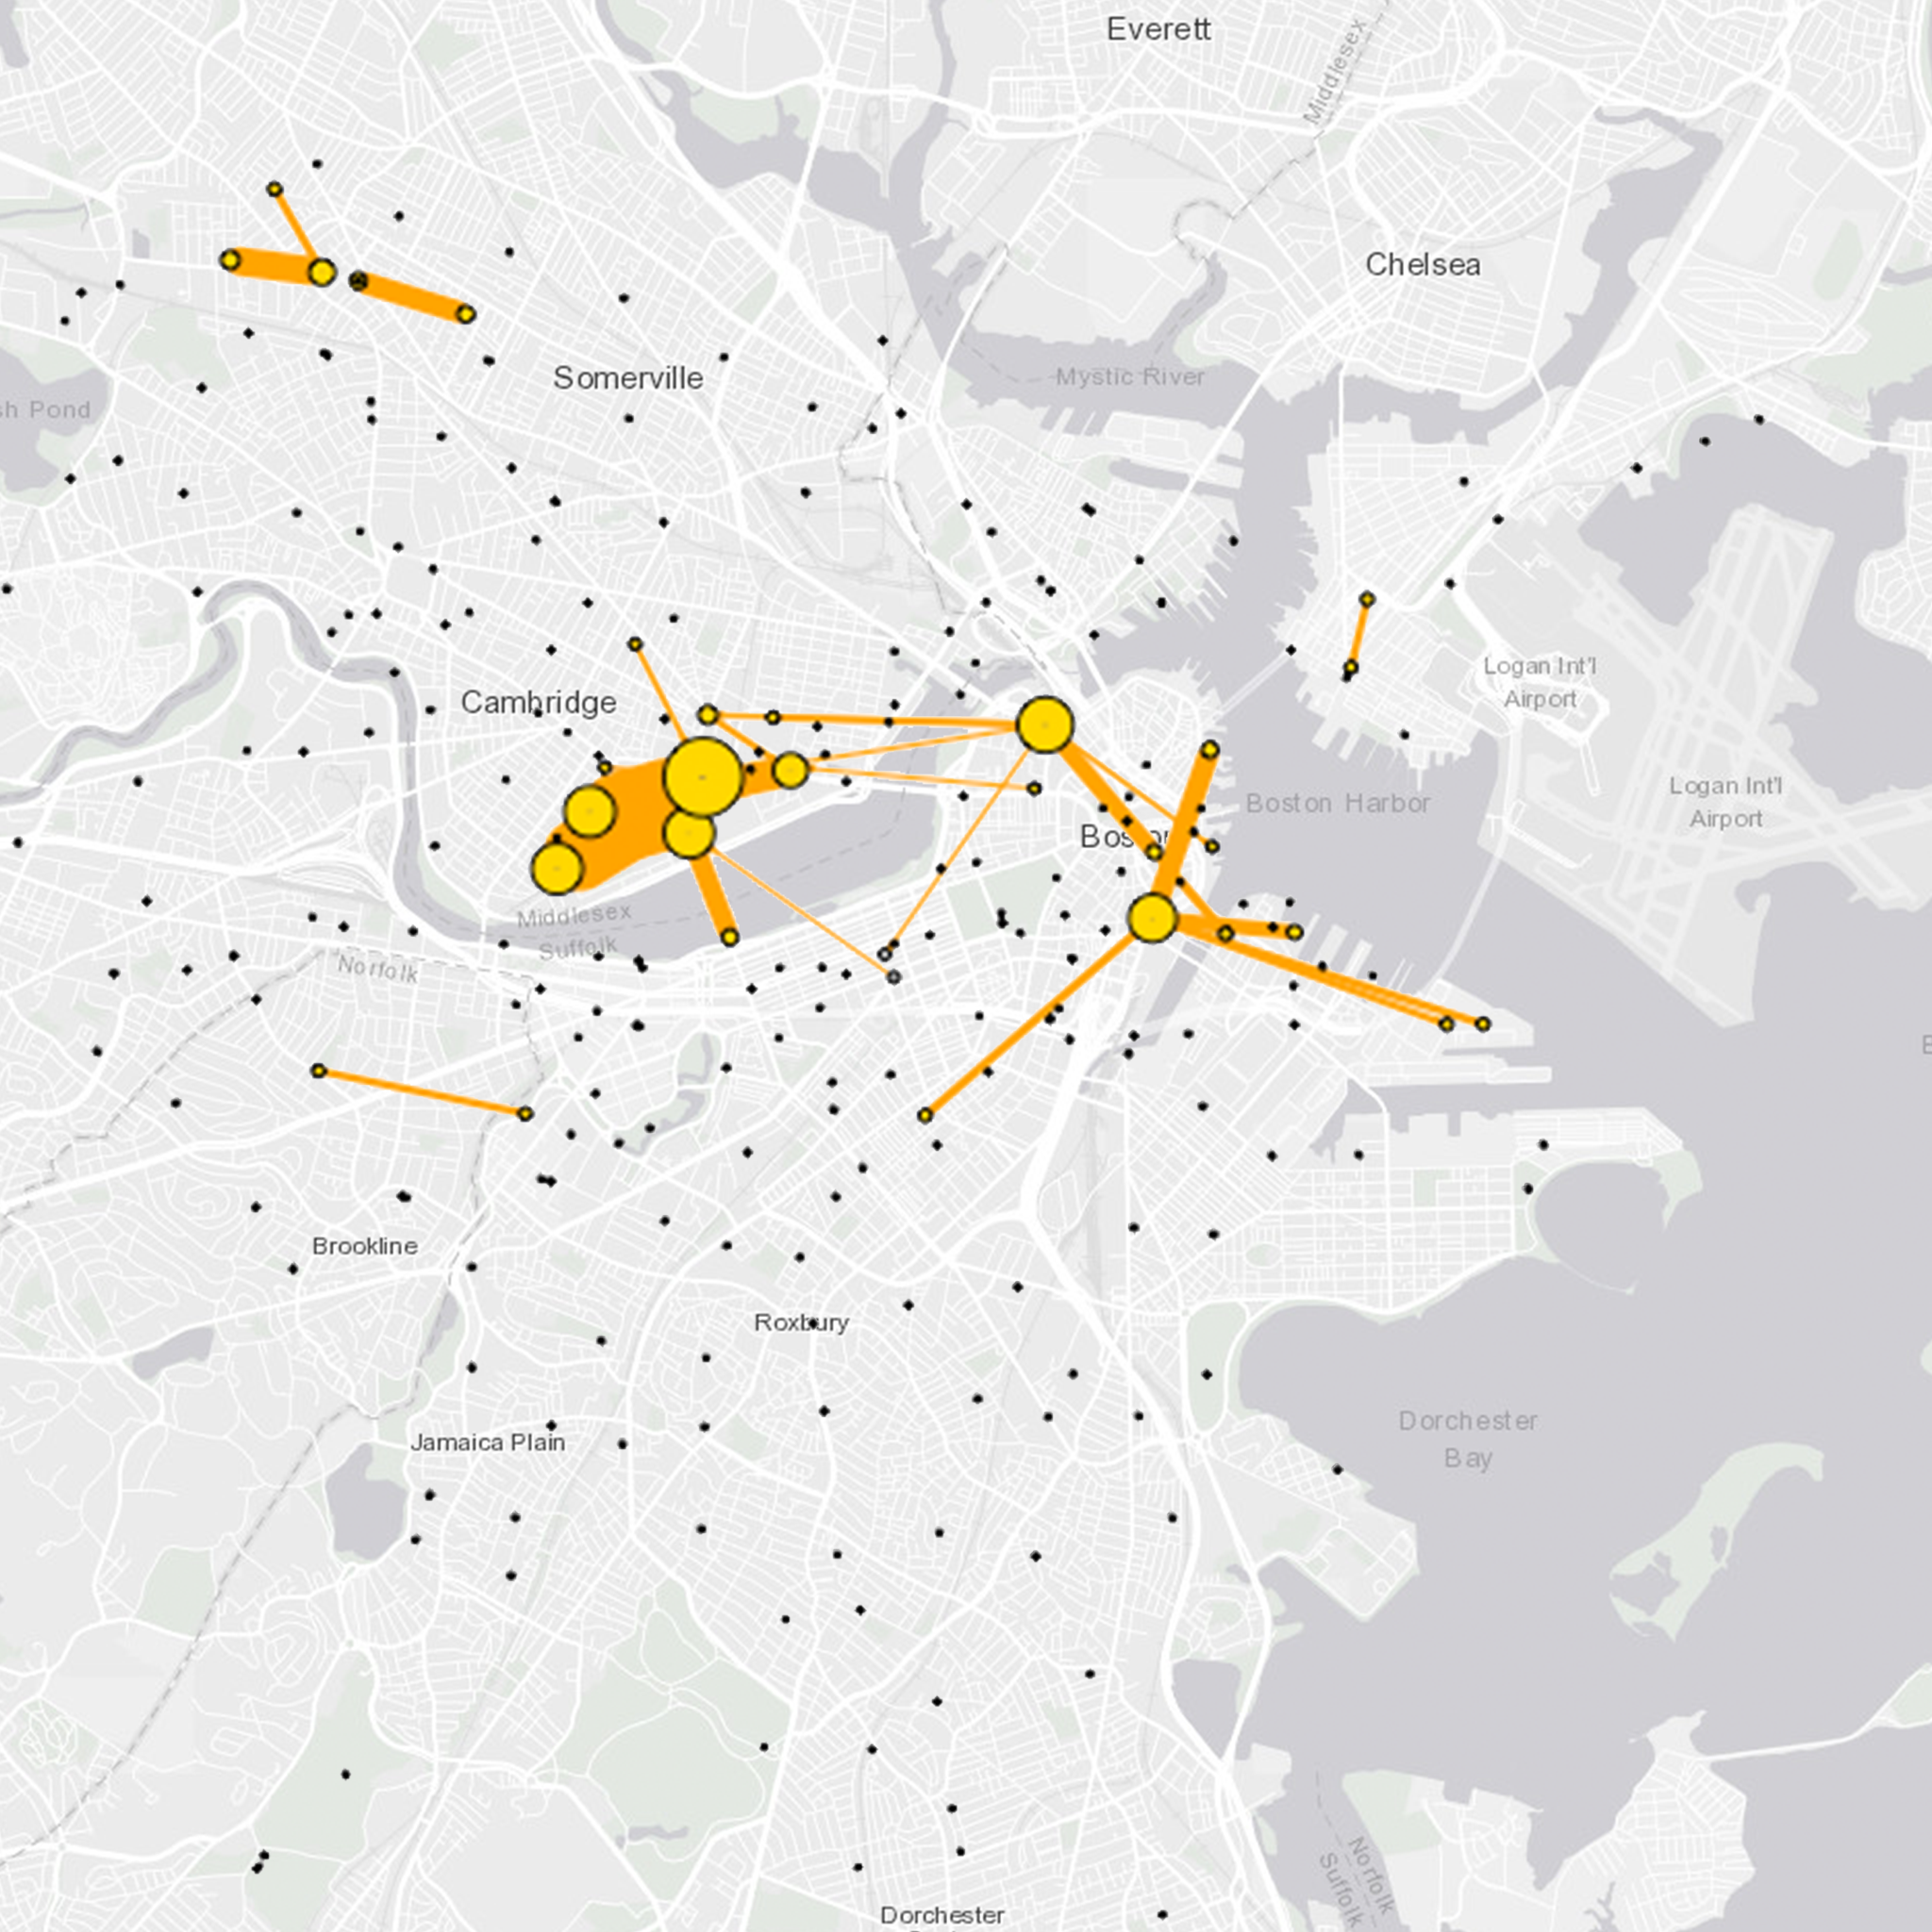 Everett
Middlesex
Chelsea
Somerville
Mystic River
sh Pond
Logan Int'l
Airport
Cambridge
Logan Int'l
Airport
Boston Harbor
Boston
Middlesex
Suffolk
Norfolk
Brookline
Roxbury
Dorchester
Bay
Jamaica Plain
Norfolk
Suffolk
Dorchester